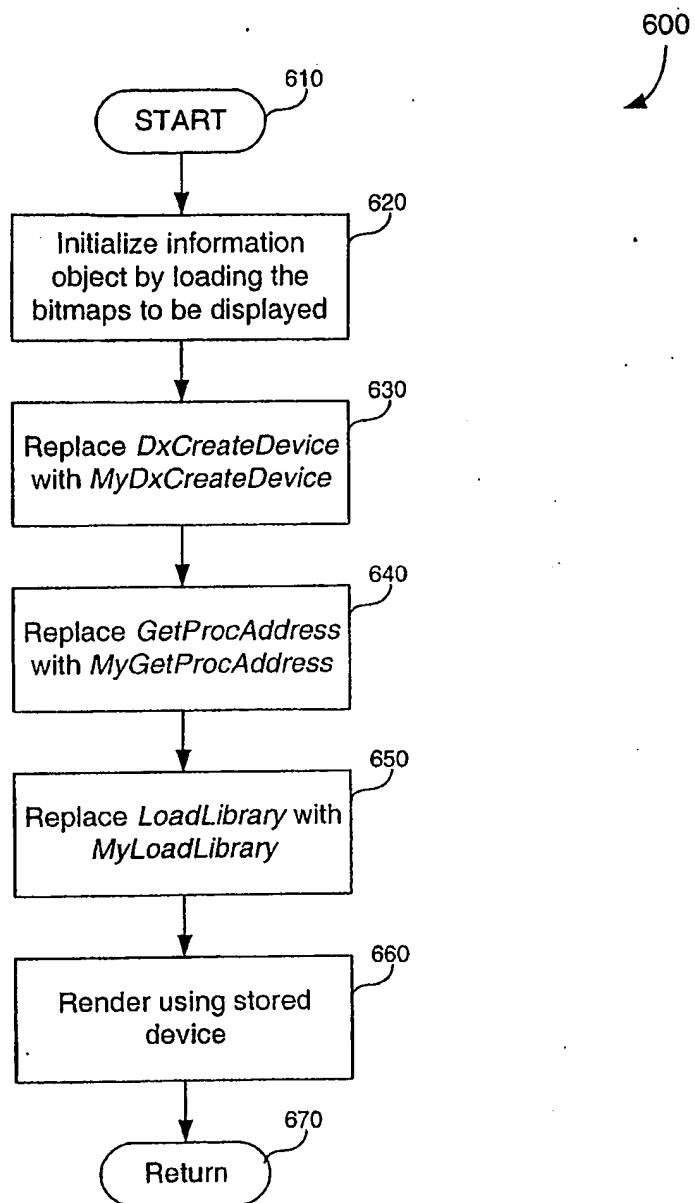 600
610
START
620
Initialize information
object by loading the
bitmaps to be displayed
630
Replace DxCreateDevice
with MyDxCreateDevice
640
Replace GetProcAddress
with MyGetProcAddress
650
Replace LoadLibrary with
MyLoadLibrary
660
Render using stored
device
670
Return